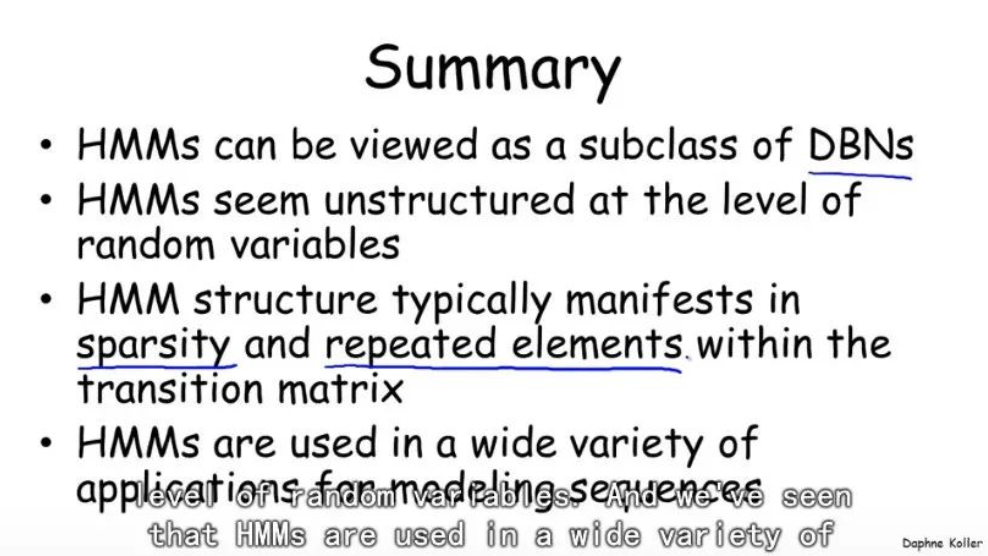 Summary
• HMMs can be viewed as a subclass of DBNs
• HMMs seem unstructured at the level of
random variables
• HMM structure typically manifests in
sparsity and repeated elements within the
transition matrix
• HMMs are used in a wide variety of
applications for modeling sequences
level of random variables. And we've seen
that HMMs are used in a wide variety of
Daphne Koller